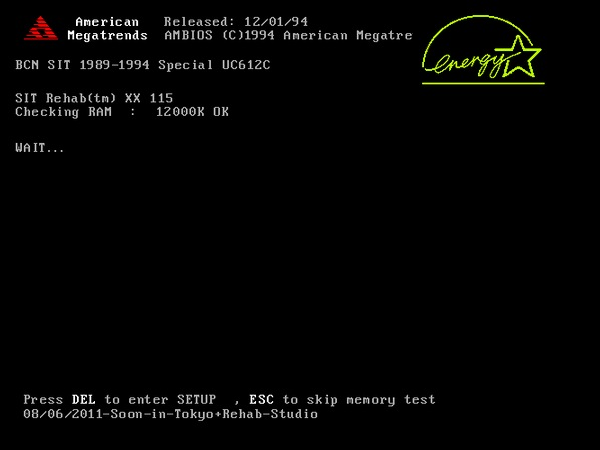 American Released: 12/01/94
Megatrends AMBIOS (C)1994 American Megatre
energy
BCN SIT 1989-1994 Special UC612C
SIT Rehab(tm) XX 115
Checking RAM : 12000K OK
WAIT...
Press DEL to enter SETUP , ESC to skip memory test
08/06/2011-Soon-in-Tokyo+Rehab-Studio